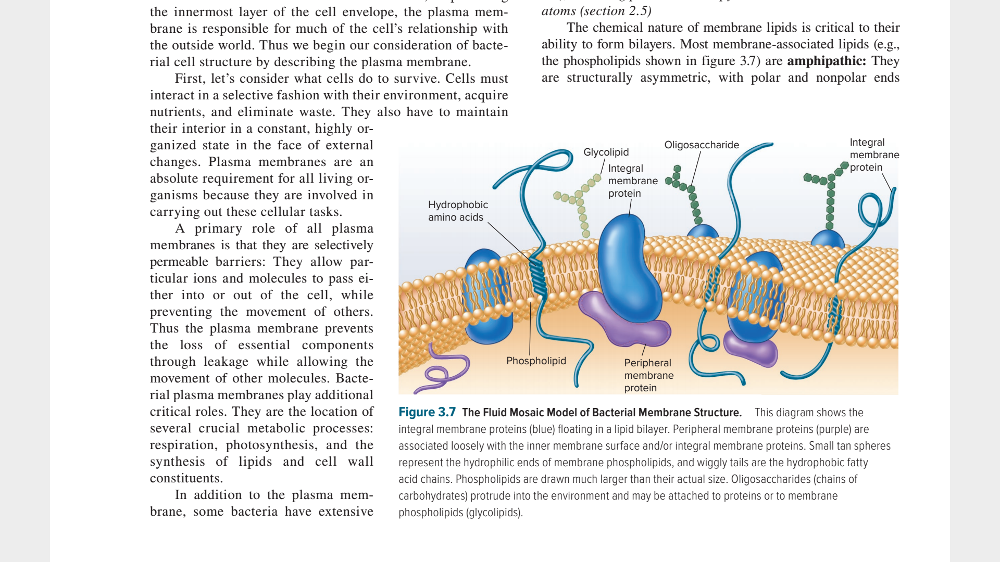 the innermost layer of the cell envelope, the plasma mem-
brane is responsible for much of the cell's relationship with
the outside world. Thus we begin our consideration of bacte-
rial cell structure by describing the plasma membrane.
First, let's consider what cells do to survive. Cells must
interact in a selective fashion with their environment, acquire
nutrients, and eliminate waste. They also have to maintain
their interior in a constant, highly or-
ganized state in the face of external
changes. Plasma membranes are an
absolute requirement for all living or-
ganisms because they are involved in
carrying out these cellular tasks.
A primary role of all plasma
membranes is that they are selectively
permeable barriers: They allow par-
ticular ions and molecules to pass ei-
ther into or out of the cell, while
preventing the movement of others.
Thus the plasma membrane prevents
the loss of essential components
through leakage while allowing the
movement of other molecules. Bacte-
rial plasma membranes play additional
critical roles. They are the location of
several crucial metabolic processes:
respiration, photosynthesis, and the
synthesis of lipids and cell wall
constituents.
In addition to the plasma mem-
brane, some bacteria have extensive
atoms (section 2.5)
The chemical nature of membrane lipids is critical to their
ability to form bilayers. Most membrane-associated lipids (e.g.,
the phospholipids shown in figure 3.7) are amphipathic: They
are structurally asymmetric, with polar and nonpolar ends
Glycolipid
Oligosaccharide
Integral
membrane
protein
Integral
membrane
protein
Hydrophobic
amino acids
Phospholipid
Peripheral
membrane
protein
Figure 3.7 The Fluid Mosaic Model of Bacterial Membrane Structure. This diagram shows the
integral membrane proteins (blue) floating in a lipid bilayer. Peripheral membrane proteins (purple) are
associated loosely with the inner membrane surface and/or integral membrane proteins. Small tan spheres
represent the hydrophilic ends of membrane phospholipids, and wiggly tails are the hydrophobic fatty
acid chains. Phospholipids are drawn much larger than their actual size. Oligosaccharides (chains of
carbohydrates) protrude into the environment and may be attached to proteins or to membrane
phospholipids (glycolipids).